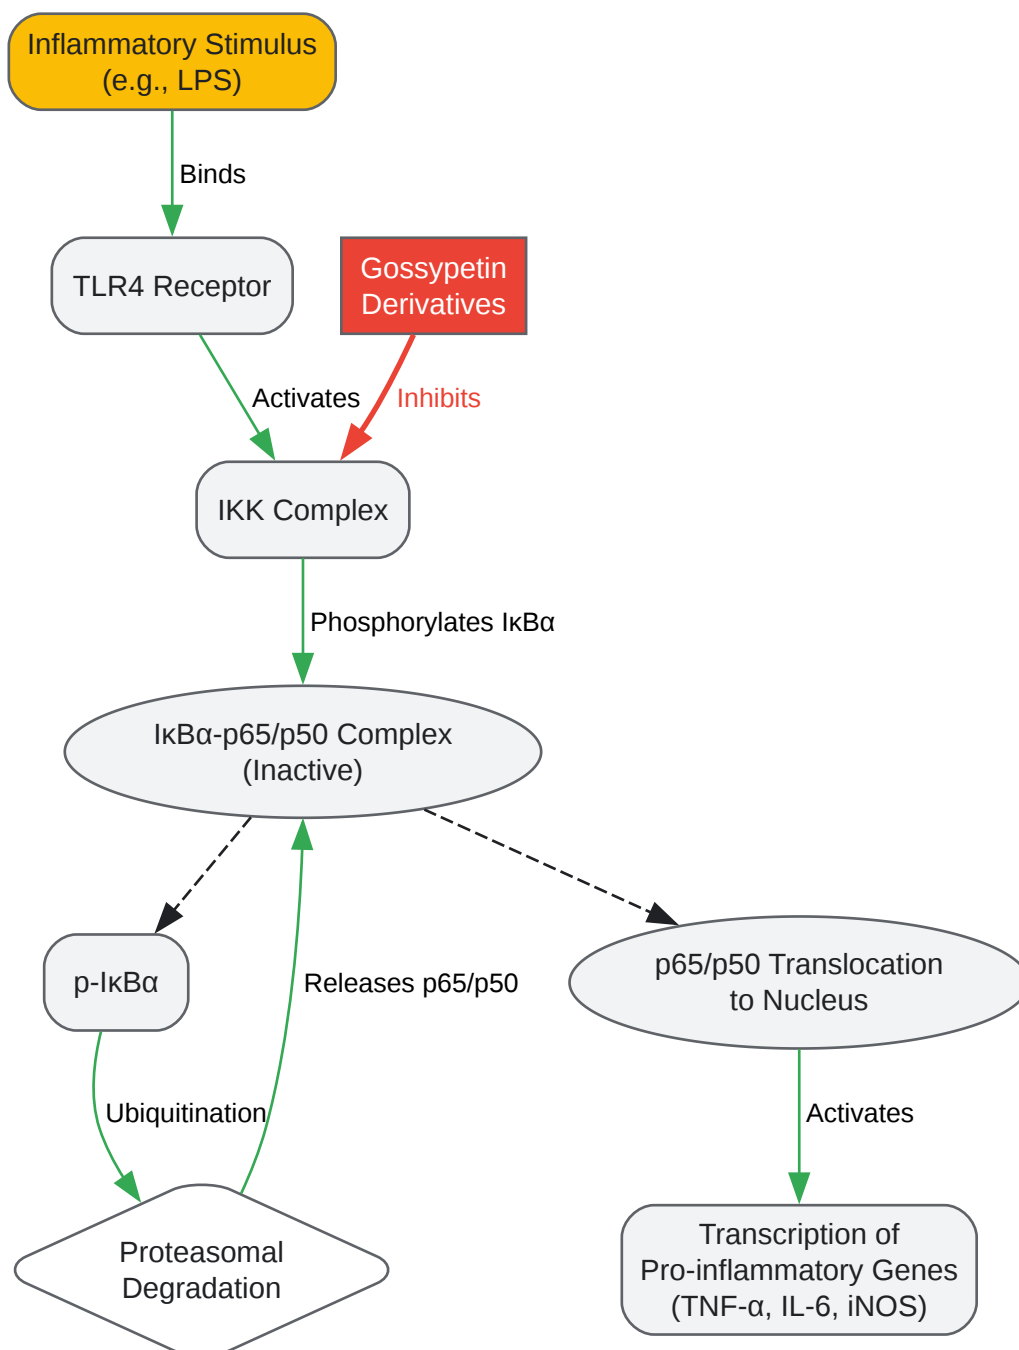 Inflammatory Stimulus
(e.g., LPS)
Binds
TLR4 Receptor
Gossypetin
Derivatives
Activates
Inhibits
IKK Complex
Phosphorylates IκBα
IκBα-p65/p50 Complex
(Inactive)
p-IκBα
Releases p65/p50
p65/p50 Translocation
to Nucleus
Ubiquitination
Activates
Proteasomal
Degradation
Transcription of
Pro-inflammatory Genes
(TNF-α, IL-6, iNOS)